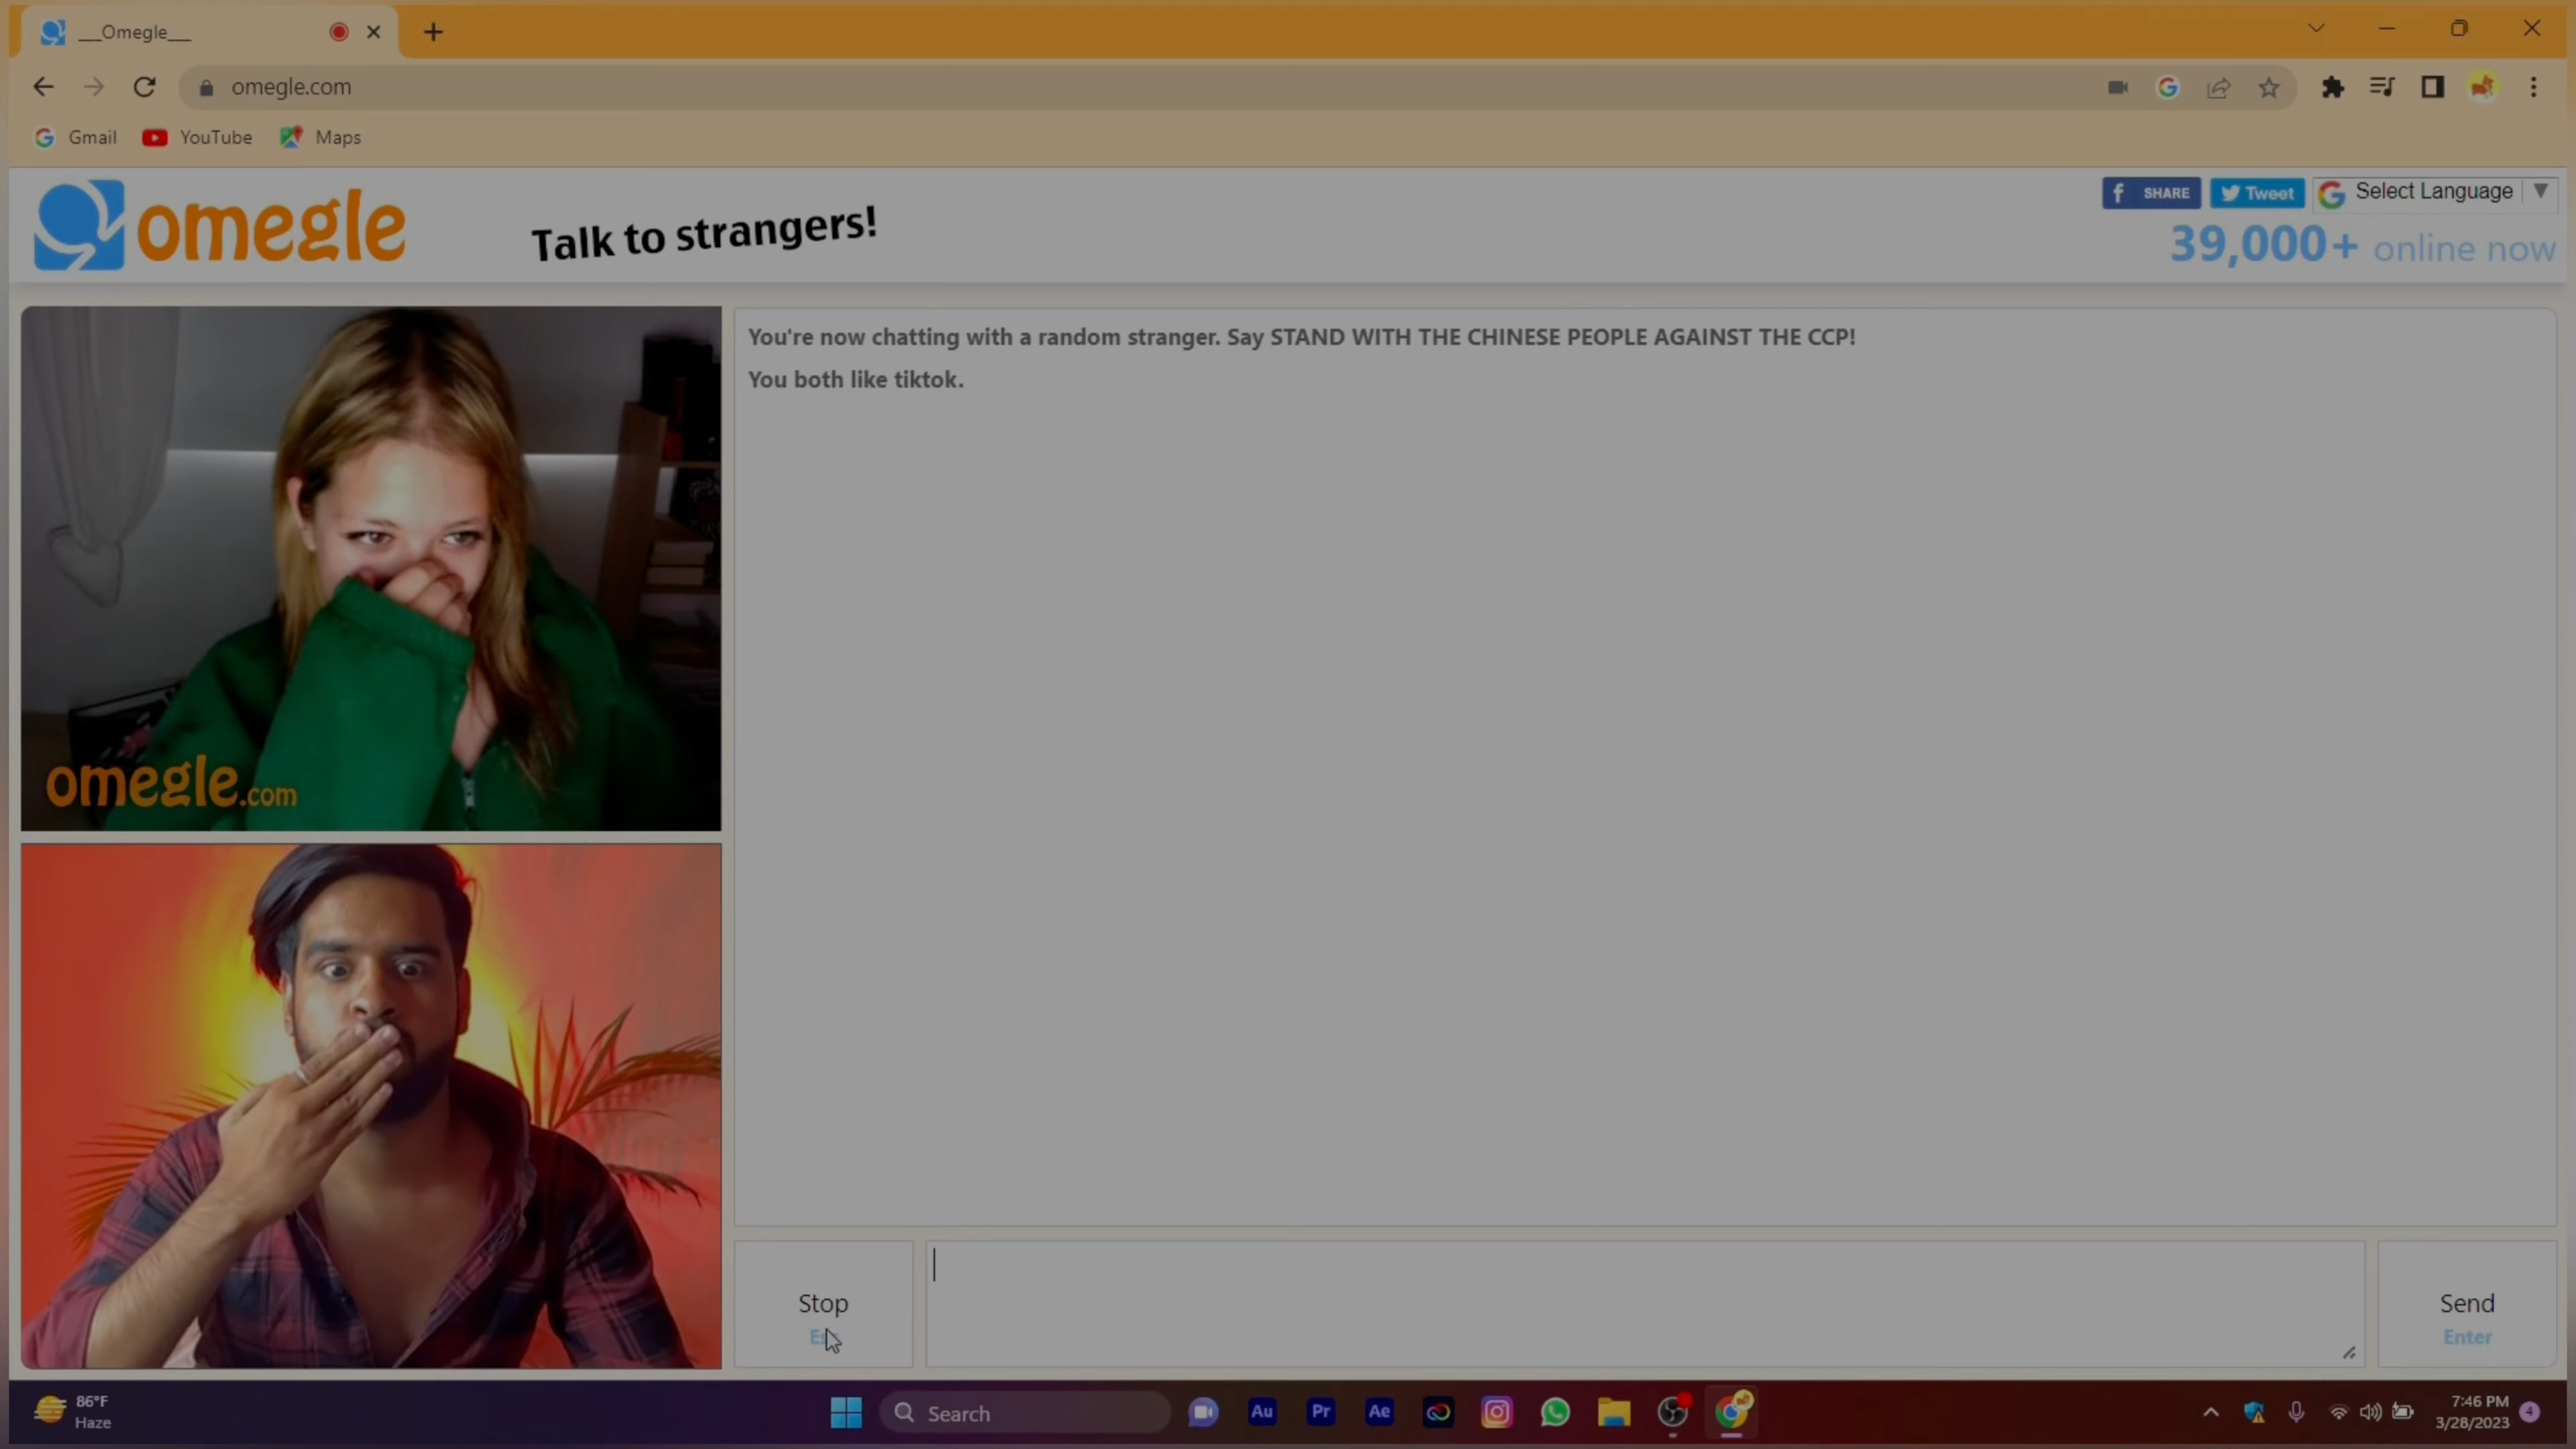 ___Omegle___
omegle.com
Gmail YouTube Maps
omegle
Talk to strangers!
f SHARE Tweet Select Language
39,000+ online now
You're now chatting with a random stranger. Say STAND WITH THE CHINESE PEOPLE AGAINST THE CCP!
You both like tiktok.
omegle.com
Stop
Send
Enter
86°F
Haze
Search
Au Pr Ae
7:46 PM
3/28/2023
4